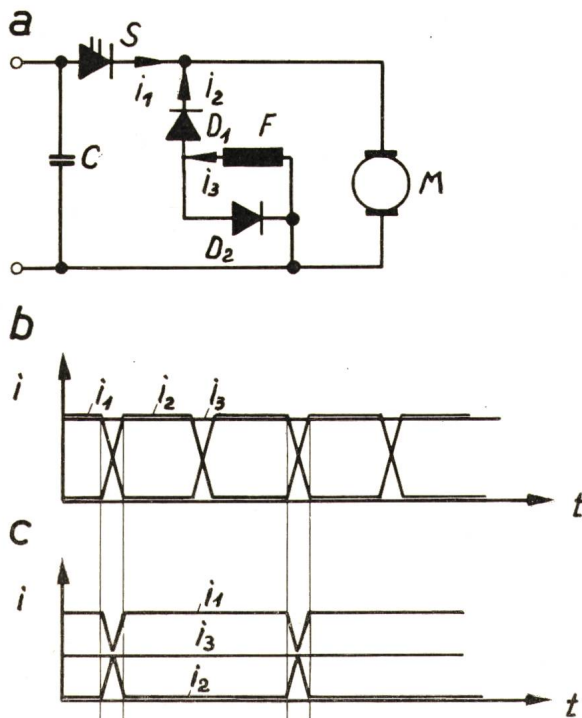 a
S
i₁ i₂
D₁ F
C
i₃
M
D₂
b
i
i₁ i₂ i₃
t
c
i
i₁
i₃
i₂
t